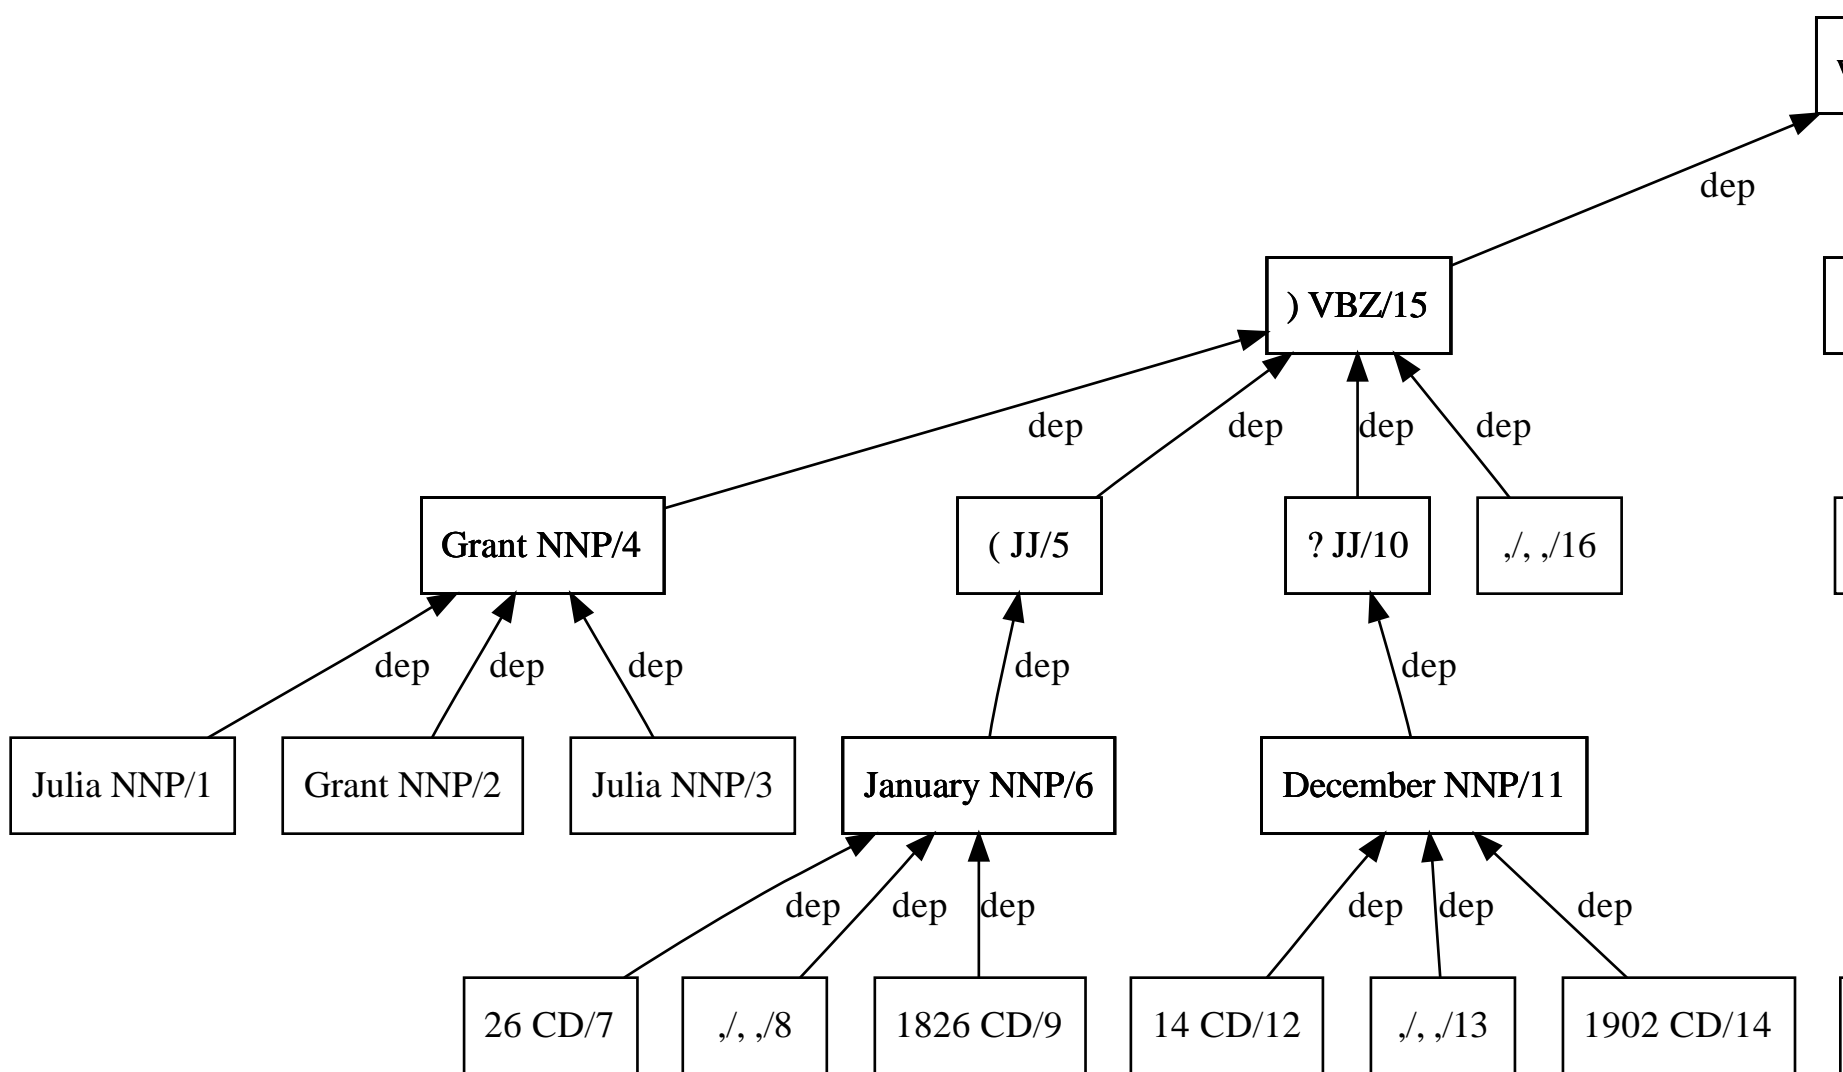 dep
) VBZ/15
dep dep dep dep
Grant NNP/4 ( JJ/5 ? JJ/10 ,/, ,/16
dep dep dep dep dep
Julia NNP/1 Grant NNP/2 Julia NNP/3 January NNP/6 December NNP/11
dep dep dep dep dep dep
26 CD/7 ,/, ,/8 1826 CD/9 14 CD/12 ,/, ,/13 1902 CD/14